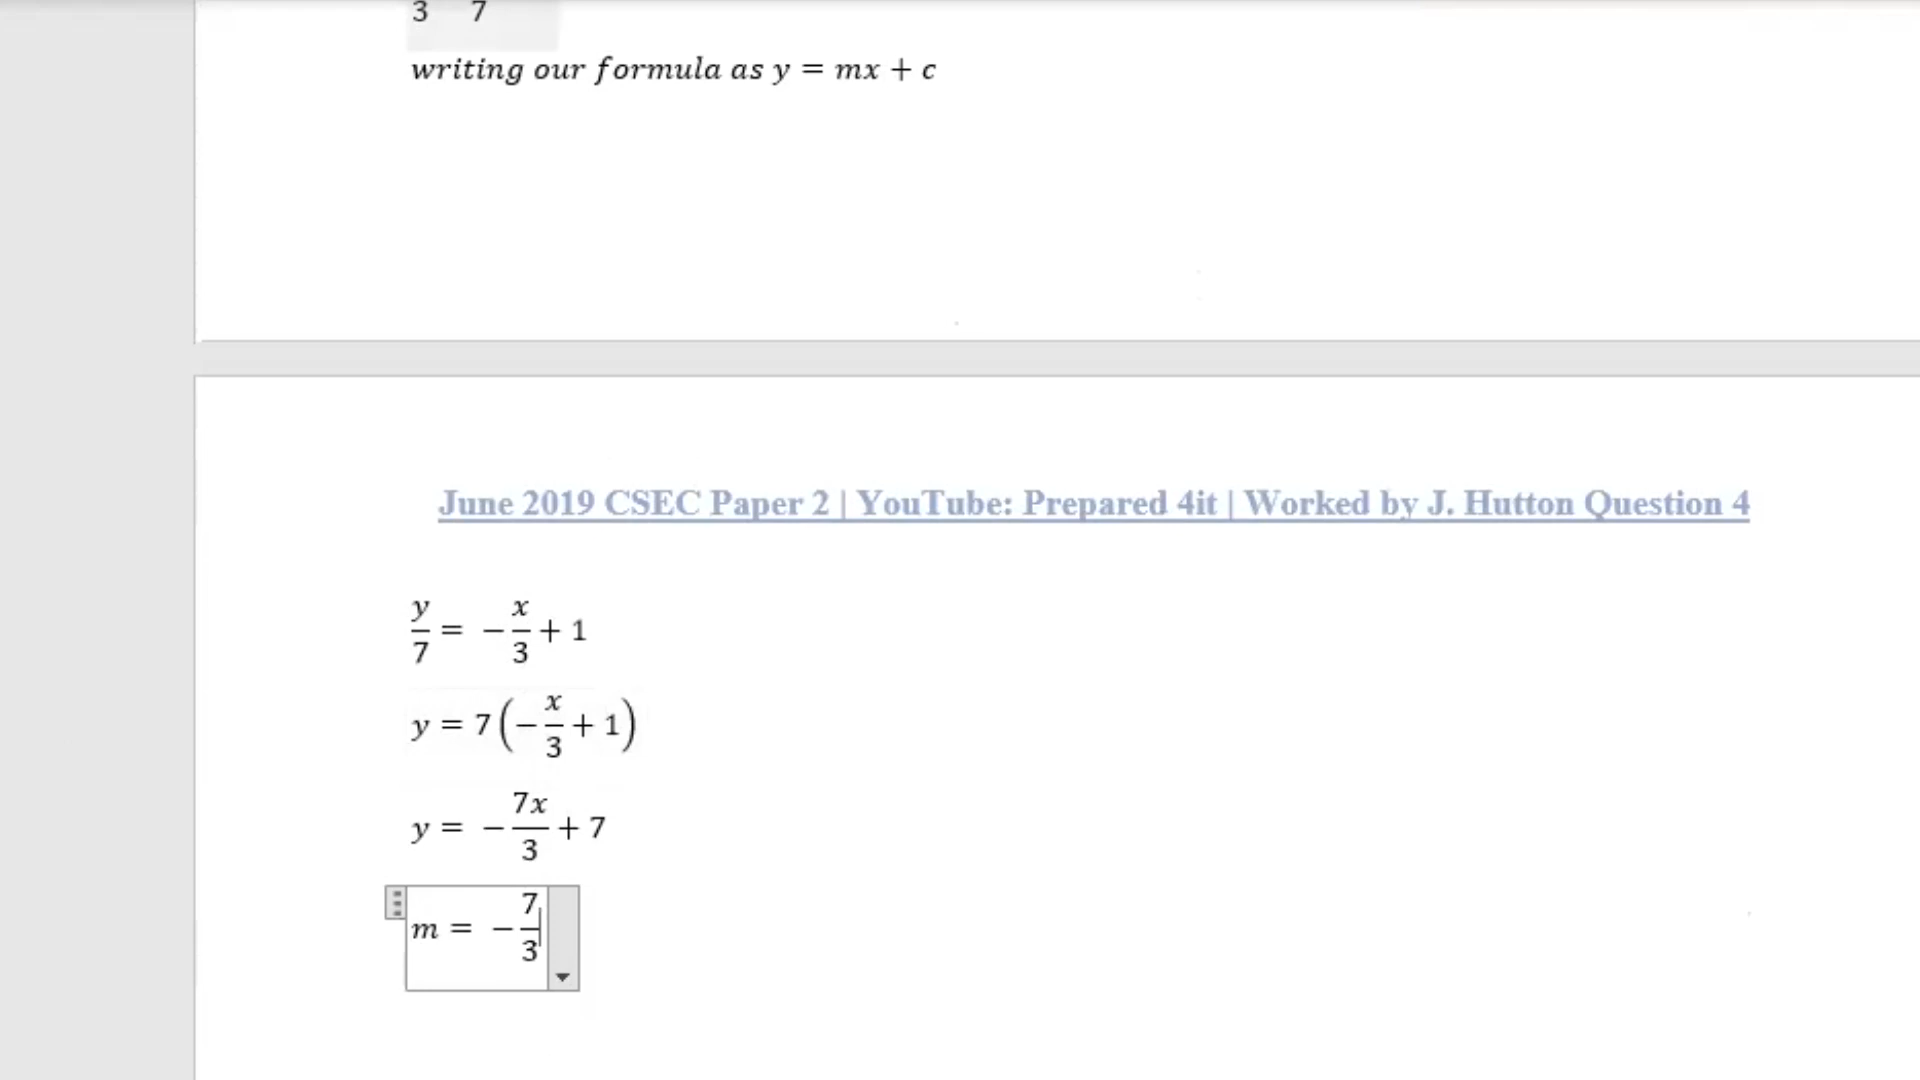 3 7
writing our formula as y = mx + c
June 2019 CSEC Paper 2 | YouTube: Prepared 4it | Worked by J. Hutton Question 4
y/7 = −x/3 + 1
y = 7(−x/3 + 1)
y = −7x/3 + 7
m = −7/3